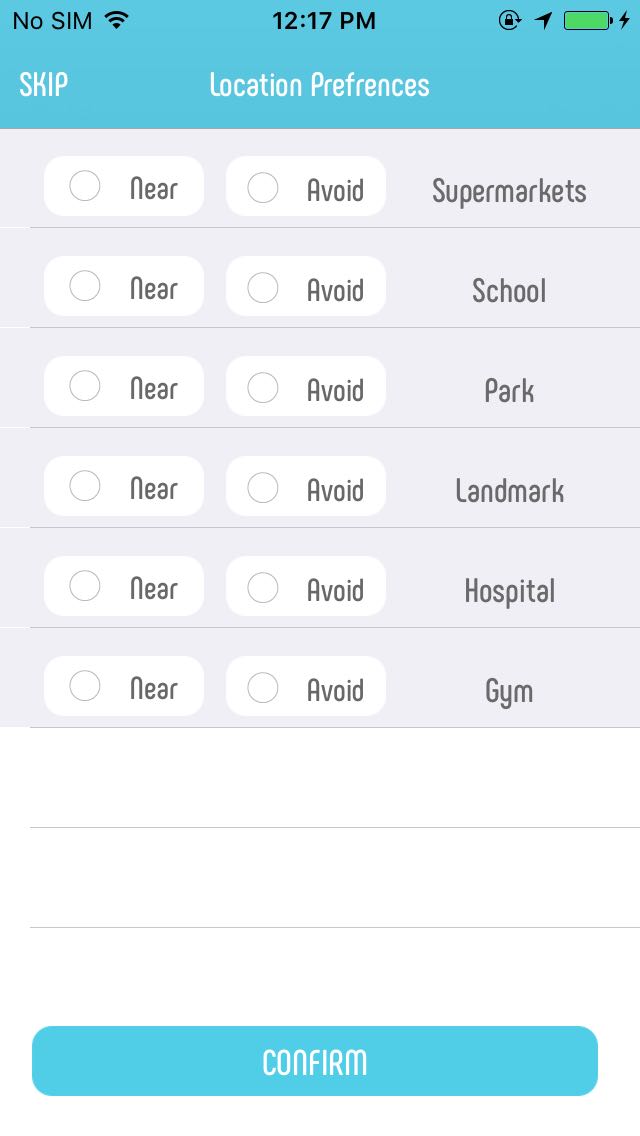 No SIM 12:17 PM
SKIP Location Prefrences
Near Avoid Supermarkets
Near Avoid School
Near Avoid Park
Near Avoid Landmark
Near Avoid Hospital
Near Avoid Gym
CONFIRM